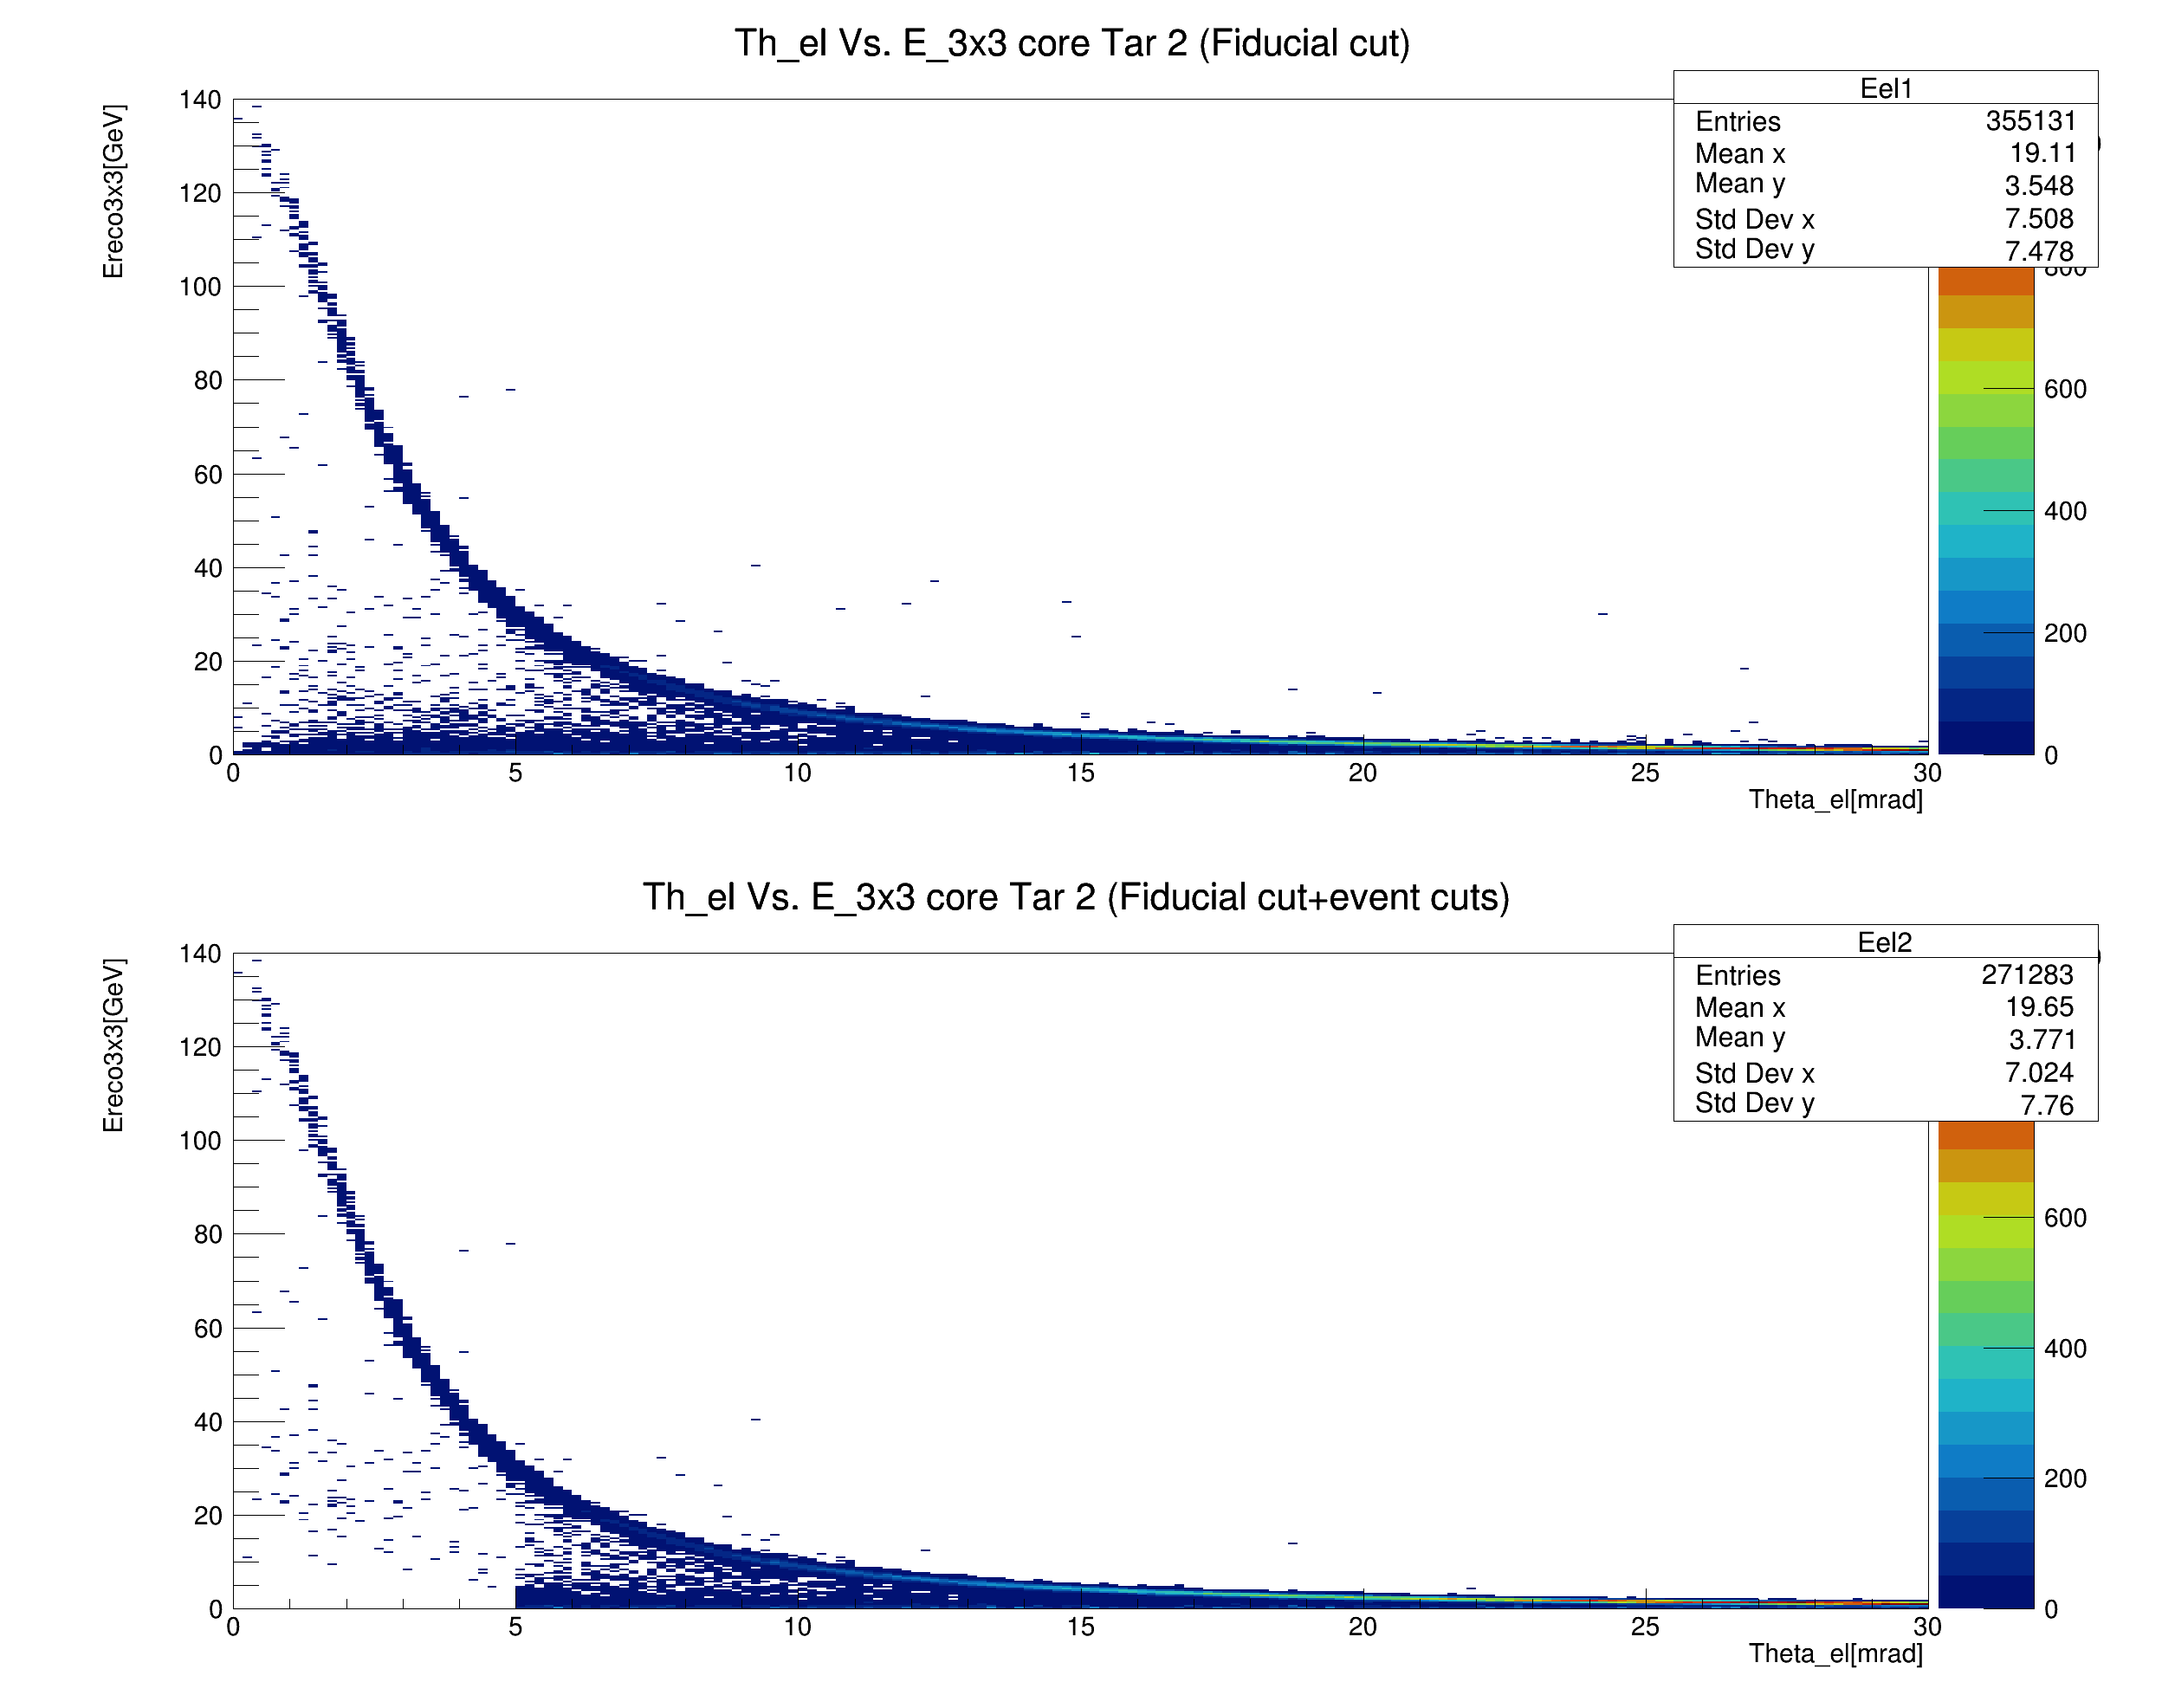 Th_el Vs. E_3x3 core Tar 2 (Fiducial cut)
Ereco3x3[GeV]
Eel1
Entries 355131
Mean x 19.11
Mean y 3.548
Std Dev x 7.508
Std Dev y 7.478
140
120
100
80
60
40
20
0
0 5 10 15 20 25 30
Theta_el[mrad]
800
600
400
200
0
Th_el Vs. E_3x3 core Tar 2 (Fiducial cut+event cuts)
Ereco3x3[GeV]
Eel2
Entries 271283
Mean x 19.65
Mean y 3.771
Std Dev x 7.024
Std Dev y 7.76
140
120
100
80
60
40
20
0
0 5 10 15 20 25 30
Theta_el[mrad]
600
400
200
0